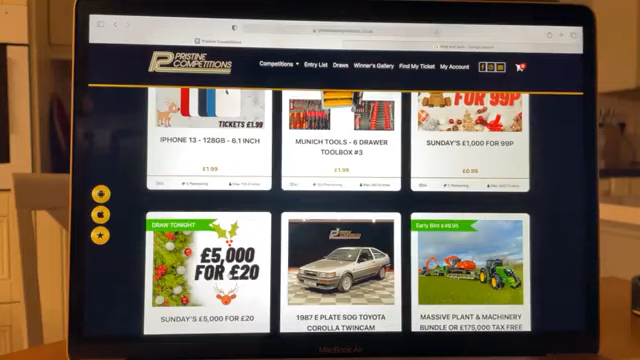 PRISTINE
COMPETITIONS
Competitions Entry List Draws Winner's Gallery Find My Ticket My Account
TICKETS £1.99
FOR 99P
IPHONE 13 - 128GB - 6.1 INCH
MUNICH TOOLS - 6 DRAWER
TOOLBOX #3
SUNDAY'S £1,000 FOR 99P
£1.99
£1.99
£0.99
DRAW TONIGHT
£5,000
FOR £20
Early Bird £49.95
SUNDAY'S £5,000 FOR £20
1987 E PLATE SOG TOYOTA
COROLLA TWINCAM
MASSIVE PLANT & MACHINERY
BUNDLE OR £175,000 TAX FREE
MacBook Air